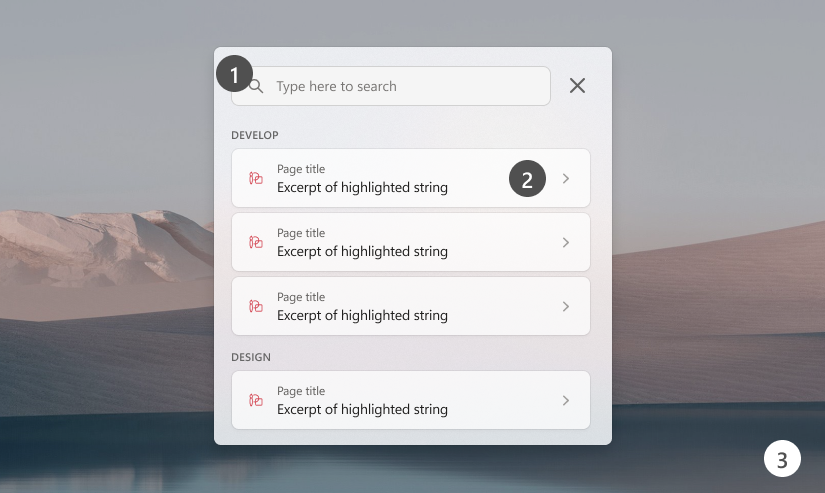 1
Type here to search
DEVELOP
Page title
Excerpt of highlighted string
2
Page title
Excerpt of highlighted string
Page title
Excerpt of highlighted string
DESIGN
Page title
Excerpt of highlighted string
3